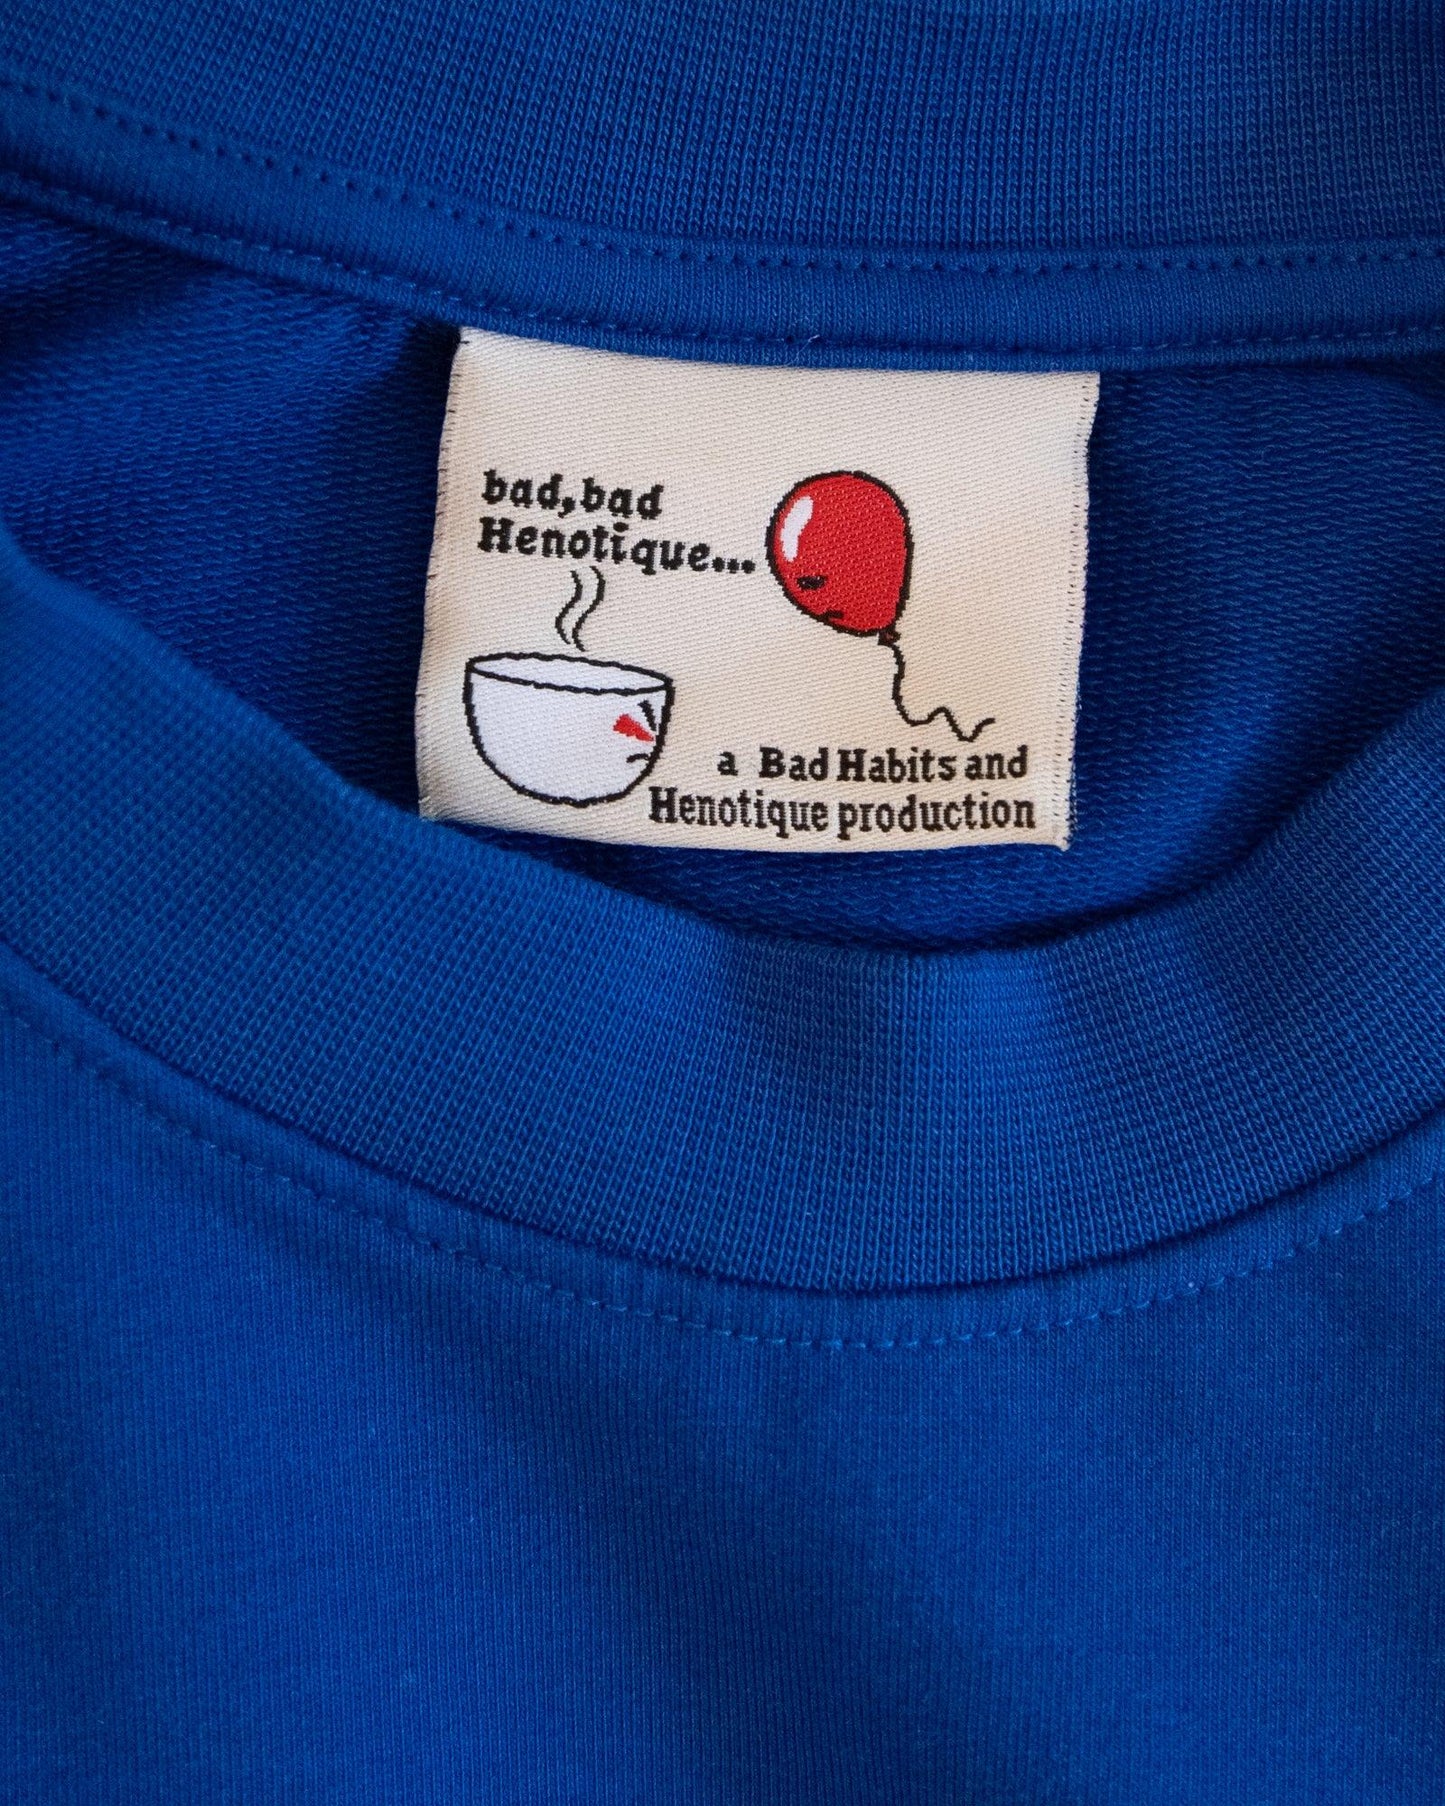 bad, bad
Henotique...
a Bad Habits and
Henotique production